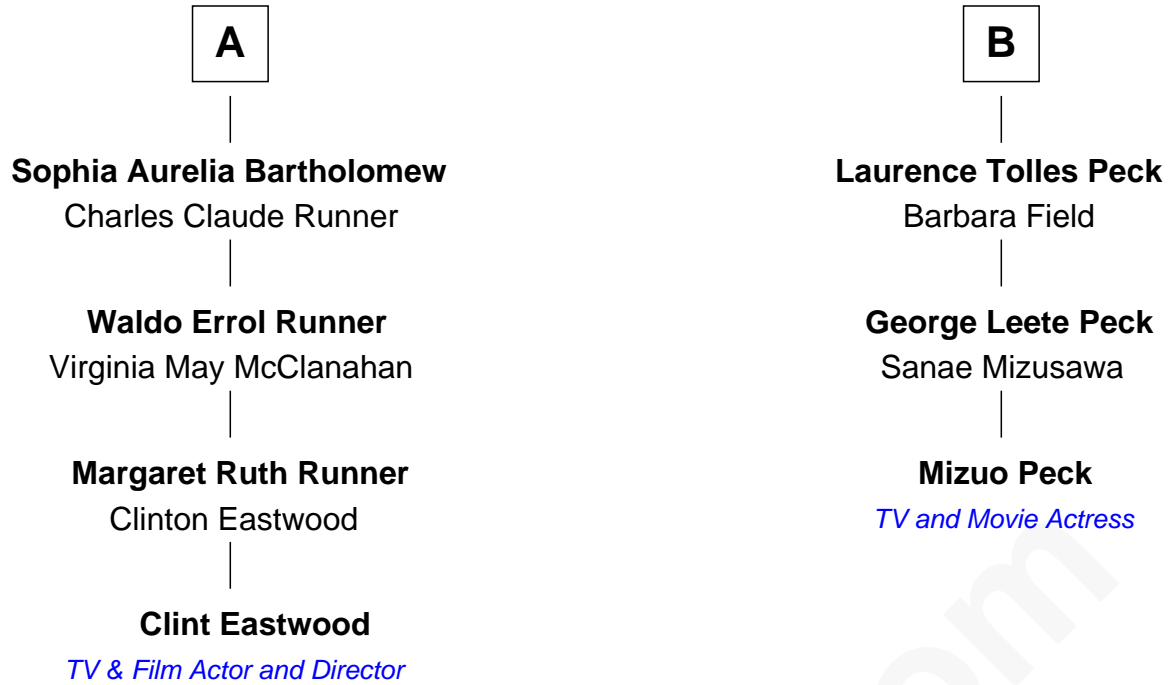 A
Sophia Aurelia Bartholomew
Charles Claude Runner
Waldo Errol Runner
Virginia May McClanahan
Margaret Ruth Runner
Clinton Eastwood
Clint Eastwood
TV & Film Actor and Director
B
Laurence Tolles Peck
Barbara Field
George Leete Peck
Sanae Mizusawa
Mizuo Peck
TV and Movie Actress
om